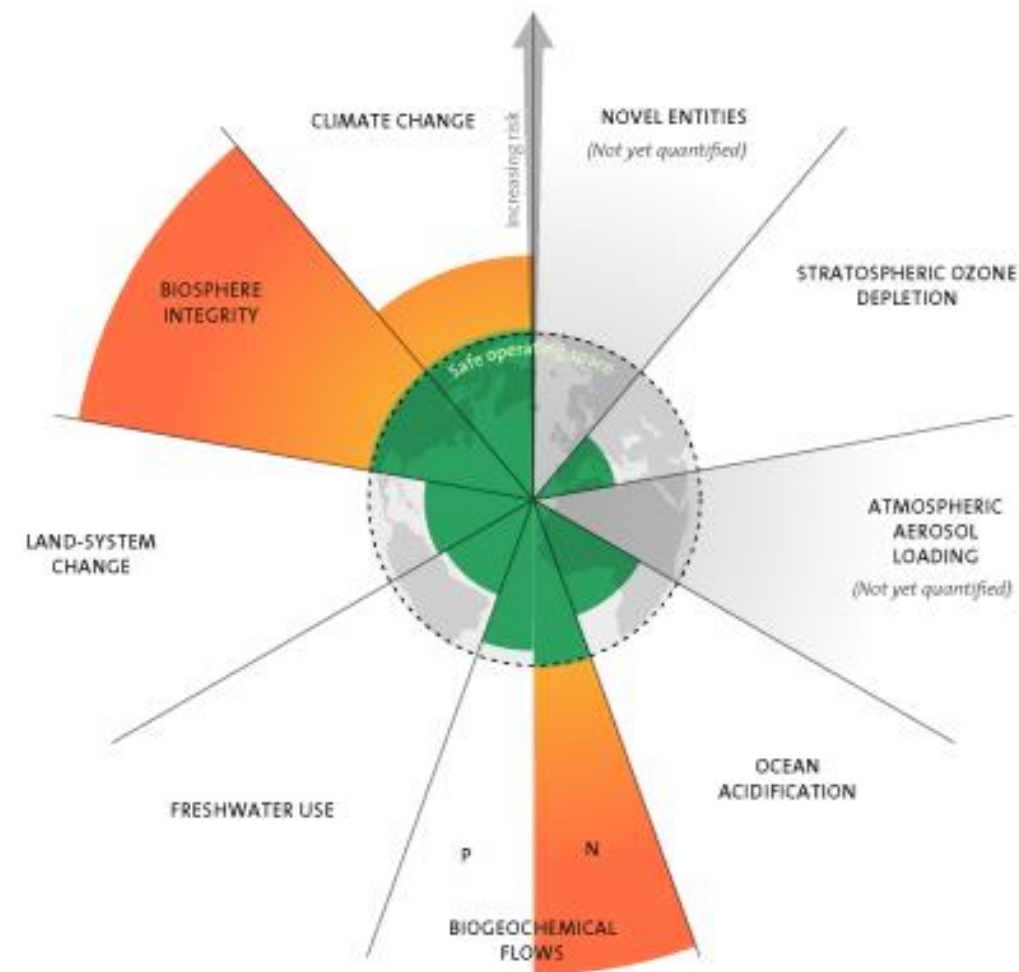 CLIMATE CHANGE
Increasing risk
NOVEL ENTITIES
(Not yet quantified)
STRATOSPHERIC OZONE
DEPLETION
BIOSPHERE
INTEGRITY
Safe operating space
ATMOSPHERIC
AEROSOL
LOADING
(Not yet quantified)
LAND-SYSTEM
CHANGE
OCEAN
ACIDIFICATION
FRESHWATER USE
P
N
BIOGEOCHEMICAL
FLOWS